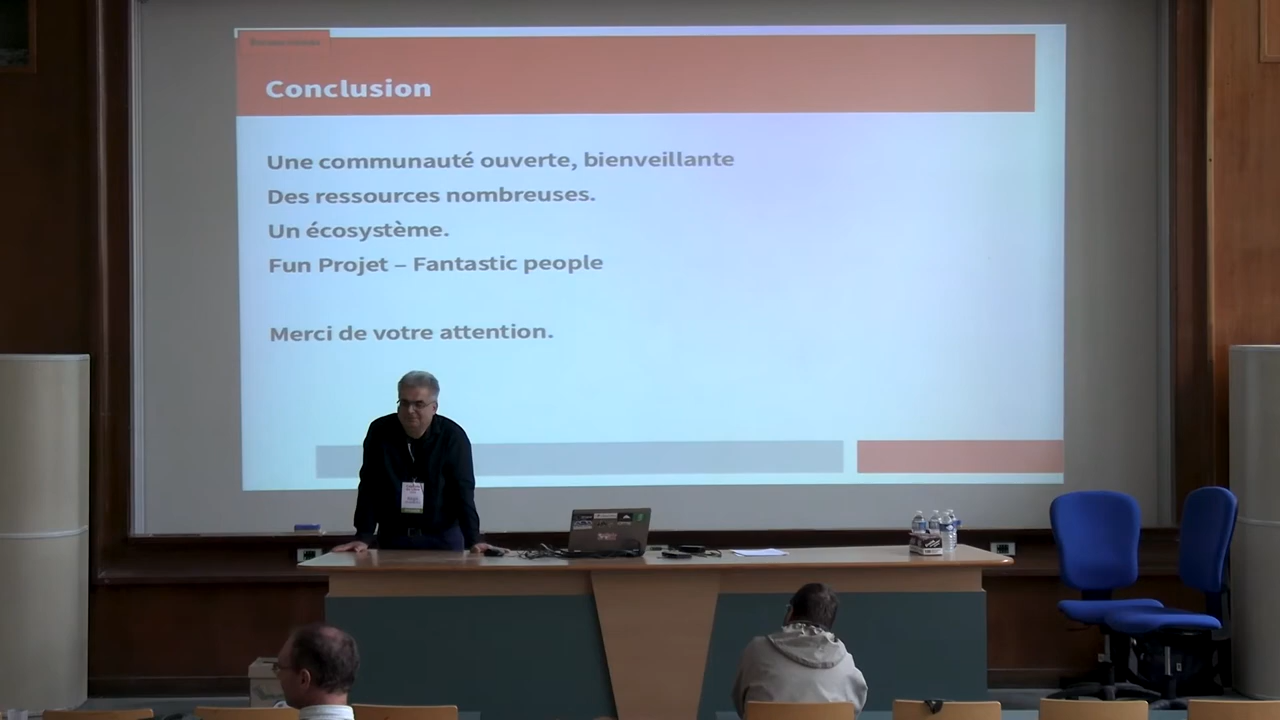 Conclusion
Une communauté ouverte, bienveillante
Des ressources nombreuses.
Un écosystème.
Fun Projet – Fantastic people
Merci de votre attention.